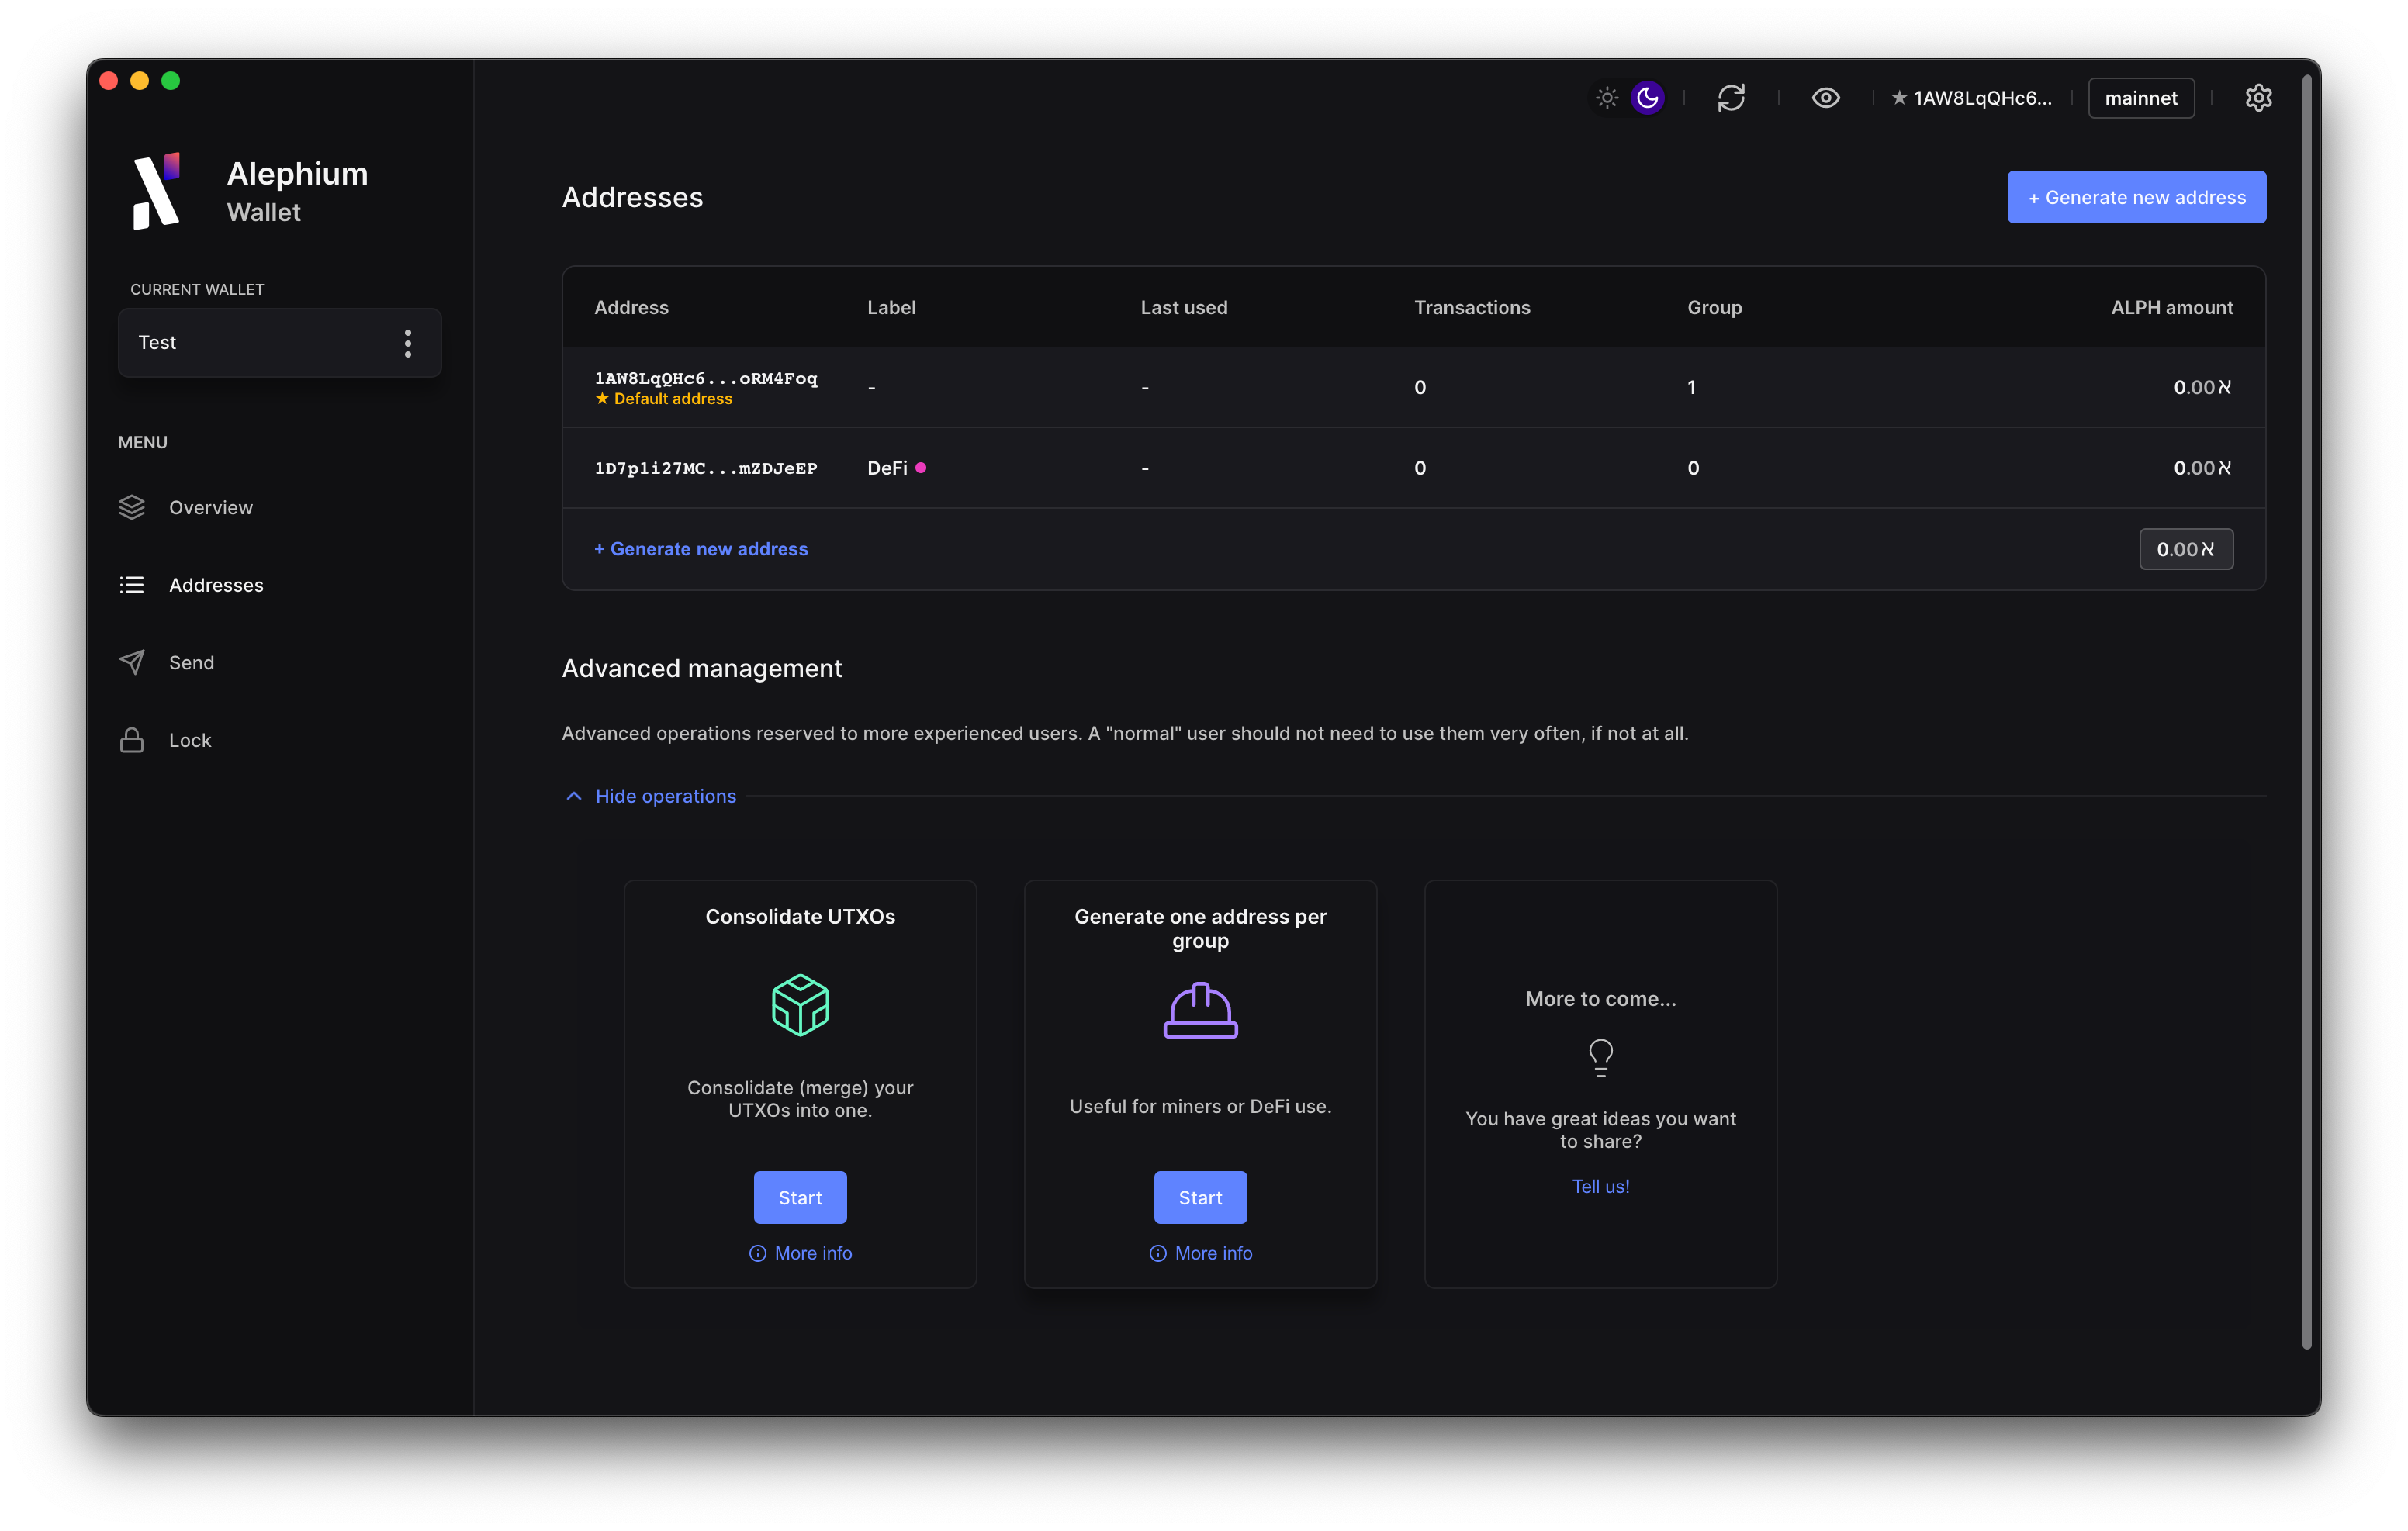 ★ 1AW8LqQHc6...
mainnet
Alephium
Wallet
CURRENT WALLET
Test
MENU
Overview
Addresses
Send
Lock
Addresses
+ Generate new address
Address Label Last used Transactions Group ALPH amount
1AW8LqQHc6...oRM4Foq - - 0 1 0.00ℵ
★ Default address
1D7p1i27MC...mZDJeEP DeFi - 0 0 0.00ℵ
+ Generate new address 0.00ℵ
Advanced management
Advanced operations reserved to more experienced users. A "normal" user should not need to use them very often, if not at all.
Hide operations
Consolidate UTXOs
Consolidate (merge) your
UTXOs into one.
Start
More info
Generate one address per
group
Useful for miners or DeFi use.
Start
More info
More to come...
You have great ideas you want
to share?
Tell us!